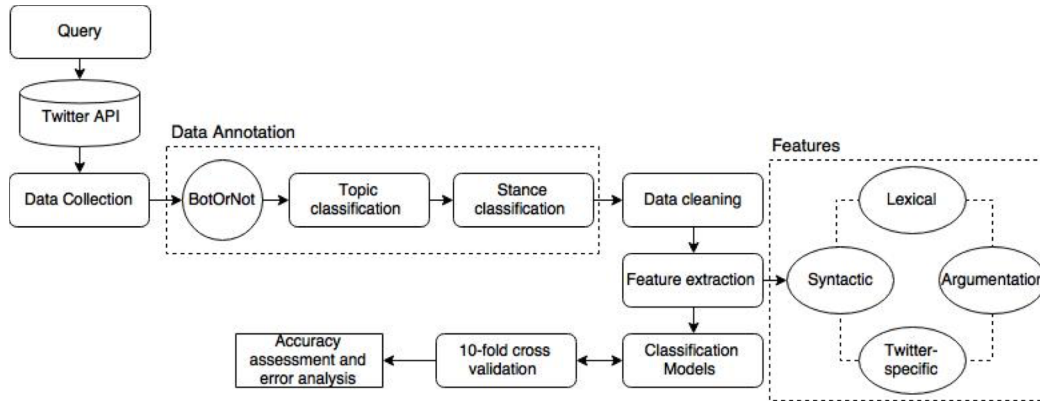 Query
Twitter API
Data Collection
Data Annotation
BotOrNot
Topic
classification
Stance
classification
Data cleaning
Feature extraction
Classification
Models
10-fold cross
validation
Accuracy
assessment and
error analysis
Features
Lexical
Syntactic
Argumentation
Twitter-
specific